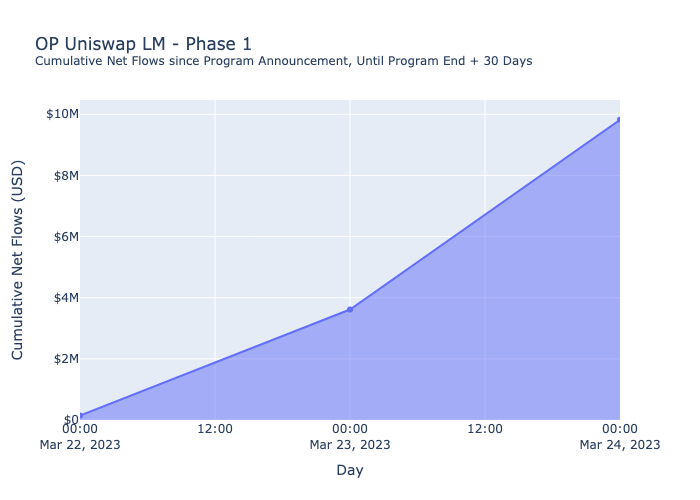 OP Uniswap LM - Phase 1
Cumulative Net Flows since Program Announcement, Until Program End + 30 Days
Cumulative Net Flows (USD)
$10M
$8M
$6M
$4M
$2M
$0
00:00 12:00 00:00 12:00 00:00
Mar 22, 2023 Mar 23, 2023 Mar 24, 2023
Day